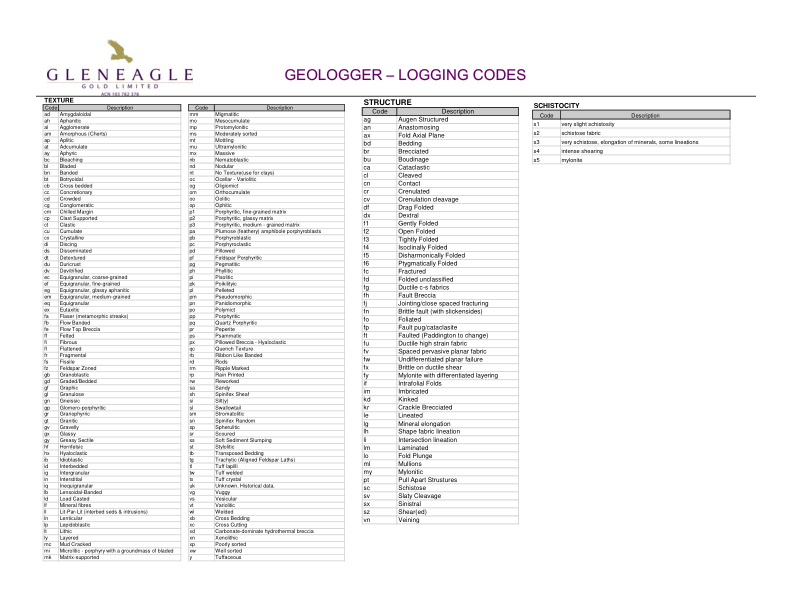 GLENEAGLE
GOLD LIMITED
ACN 103 782 378
GEOLOGGER – LOGGING CODES
TEXTURE
Code Description
ad Amygdaloidal
ah Aphanitic
al Agglomerate
am Amorphous (Cherts)
ap Aplitic
at Adcumulate
ay Aphyric
bc Bleaching
bl Bladed
bn Banded
bt Botryoidal
cb Cross bedded
cc Concretionary
cd Crowded
cg Conglomeratic
cm Chilled Margin
cp Clast Supported
cl Clastic
cu Cumulate
cx Crystalline
di Discing
ds Disseminated
dt Detextured
du Duricrust
dv Devitrified
ec Equigranular, coarse-grained
ef Equigranular, fine-grained
eg Equigranular, glassy aphanitic
em Equigranular, medium-grained
eq Equigranular
ex Eutaxitic
fa Flaser (metamorphic streaks)
fb Flow Banded
fe Flow Top Breccia
ff Felted
fi Fibrous
fl Flattened
fr Fragmental
fs Fissile
fz Feldspar Zoned
gb Granoblastic
gd Graded/Bedded
gf Graphic
gl Granulose
gn Gneissic
gp Glomero-porphyritic
gr Granophyric
gt Granitic
gv Gravelly
gx Glassy
gy Greasy Sectile
hf Hornfelsic
hx Hyaloclastic
ib Idioblastic
id Interbedded
ig Intergranular
in Interstitial
iq Inequigranular
lb Lensoidal-Banded
ld Load Casted
lf Mineral fibres
ll Lit-Par-Lit (interbed seds & intrusions)
ln Lenticular
lp Lepidoblastic
lt Lithic
ly Layered
mc Mud Cracked
mi Microlitic - porphyry with a groundmass of bladed
mk Matrix-supported
Code Description
mm Migmatitic
mo Mesocumulate
mp Protomylonitic
ms Moderately sorted
mt Mottling
mu Ultramylonitic
mx Massive
nb Nematoblastic
nd Nodular
nt No Texture(use for clays)
oc Ocellar - Variolitic
og Oligiomict
om Orthocumulate
oo Oolitic
op Ophitic
p1 Porphyritic, fine-grained matrix
p2 Porphyritic, glassy matrix
p3 Porphyritic, medium - grained matrix
pa Plumose (feathery) amphibole porphyroblasts
pb Porphyroblastic
pc Porphyroclastic
pd Pillowed
pf Feldspar Porphyritic
pg Pegmatitic
ph Phyllitic
pi Pisolitic
pk Poikilityic
pl Pelleted
pm Pseudomorphic
pn Panidiomorphic
po Polymict
pp Porphyritic
pq Quartz Porphyritic
pr Peperite
ps Psammatic
px Pillowed Breccia - Hyaloclastic
qc Quench Texture
rb Ribbon Like Banded
rd Rods
rm Ripple Marked
rp Rain Printed
rw Reworked
sa Sandy
sh Spinifex Sheaf
si Silt(y)
sl Swallowtail
sm Stromatolitic
sn Spinifex Random
sp Spherulitic
sr Scoured
ss Soft Sediment Slumping
st Stylolitic
tb Transposed Bedding
tg Trachytic (Aligned Feldspar Laths)
tl Tuff lapilli
tw Tuff welded
tx Tuff crystal
uk Unknown. Historical data.
vg Vuggy
vs Vesicular
vt Variolitic
wl Welded
xb Cross Bedding
xc Cross Cutting
xd Carbonate-dominate hydrothermal breccia
xn Xenolithic
xp Poorly sorted
xw Well sorted
y Tuffaceous
STRUCTURE
Code Description
ag Augen Structured
an Anastomosing
ax Fold Axial Plane
bd Bedding
br Brecciated
bu Boudinage
ca Cataclastic
cl Cleaved
cn Contact
cr Crenulated
cv Crenulation cleavage
df Drag Folded
dx Dextral
f1 Gently Folded
f2 Open Folded
f3 Tightly Folded
f4 Isoclinally Folded
f5 Disharmonically Folded
f6 Ptygmatically Folded
fc Fractured
fd Folded unclassified
fg Ductile c-s fabrics
fh Fault Breccia
fj Jointing/close spaced fracturing
fn Brittle fault (with slickensides)
fo Foliated
fp Fault pug/cataclasite
ft Faulted (Paddington to change)
fu Ductile high strain fabric
fv Spaced pervasive planar fabric
fw Undifferentiated planar failure
fx Brittle on ductile shear
fy Mylonite with differentiated layering
if Intrafolial Folds
im Imbricated
kd Kinked
kr Crackle Brecciated
le Lineated
lg Mineral elongation
lh Shape fabric lineation
li Intersection lineation
lm Laminated
lo Fold Plunge
ml Mullions
my Mylonitic
pt Pull Apart Strustures
sc Schistose
sv Slaty Cleavage
sx Sinistral
sz Shear(ed)
vn Veining
SCHISTOCITY
Code Description
s1 very slight schistosity
s2 schistose fabric
s3 very schistose, elongation of minerals, some lineations
s4 intense shearing
s5 mylonite